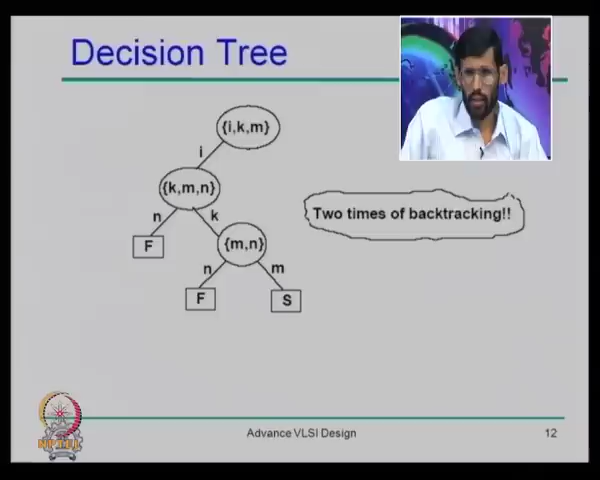 Decision Tree
{i,k,m}
i
{k,m,n}
n
k
F
{m,n}
n
m
F
S
Two times of backtracking!!
NPTEL
Advance VLSI Design
12